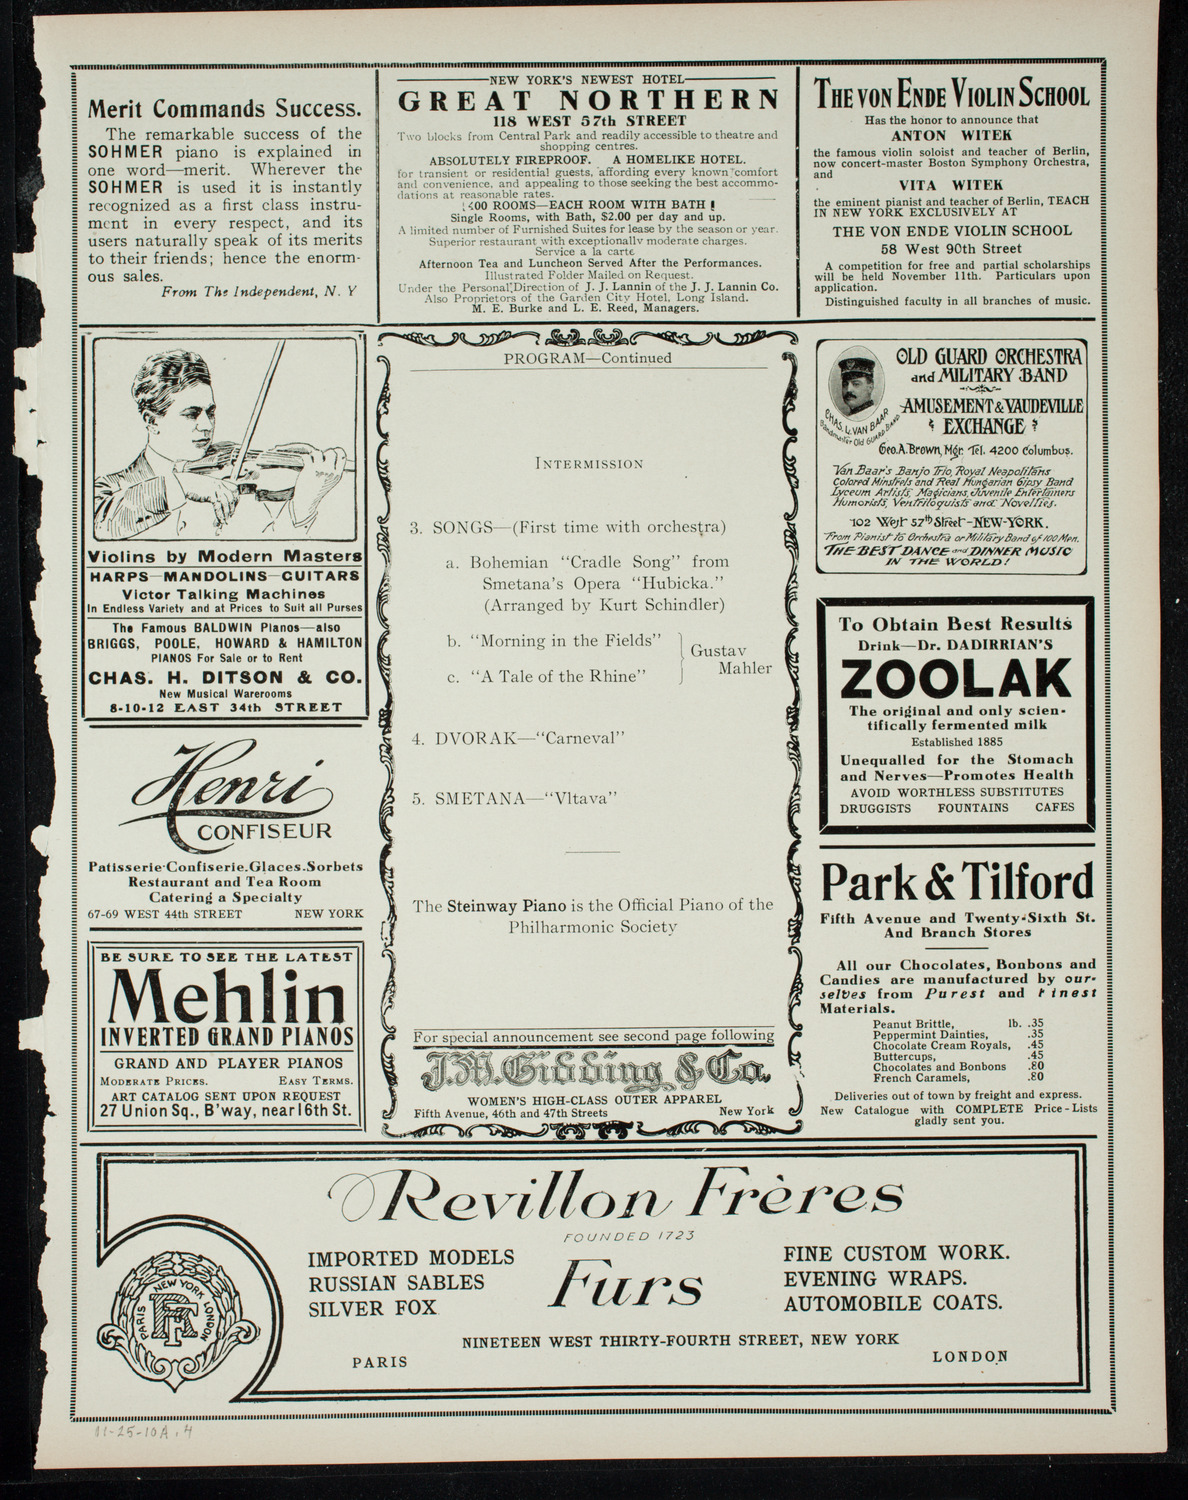 Merit Commands Success.
The remarkable success of the
SOHMER piano is explained in
one word—merit. Wherever the
SOHMER is used it is instantly
recognized as a first class instru-
ment in every respect, and its
users naturally speak of its merits
to their friends; hence the enorm-
ous sales.
From The Independent, N. Y
NEW YORK'S NEWEST HOTEL
GREAT NORTHERN
118 WEST 57th STREET
Two blocks from Central Park and readily accessible to theatre and
shopping centres.
ABSOLUTELY FIREPROOF. A HOMELIKE HOTEL.
for transient or residential guests, affording every known comfort
and convenience, and appealing to those seeking the best accommo-
dations at reasonable rates.
400 ROOMS—EACH ROOM WITH BATH
Single Rooms, with Bath, $2.00 per day and up.
A limited number of Furnished Suites for lease by the season or year.
Superior restaurant with exceptionally moderate charges.
Service a la carte
Afternoon Tea and Luncheon Served After the Performances.
Illustrated Folder Mailed on Request.
Under the Personal Direction of J. J. Lannin of the J. J. Lannin Co.
Also Proprietors of the Garden City Hotel, Long Island.
M. E. Burke and L. E. Reed, Managers.
THE VON ENDE VIOLIN SCHOOL
Has the honor to announce that
ANTON WITEK
the famous violin soloist and teacher of Berlin,
now concert-master Boston Symphony Orchestra,
and
VITA WITEK
the eminent pianist and teacher of Berlin, TEACH
IN NEW YORK EXCLUSIVELY AT
THE VON ENDE VIOLIN SCHOOL
58 West 90th Street
A competition for free and partial scholarships
will be held November 11th. Particulars upon
application.
Distinguished faculty in all branches of music.
Violins by Modern Masters
HARPS—MANDOLINS—GUITARS
Victor Talking Machines
In Endless Variety and at Prices to Suit all Purses
The Famous BALDWIN Pianos—also
BRIGGS, POOLE, HOWARD & HAMILTON
PIANOS For Sale or to Rent
CHAS. H. DITSON & CO.
New Musical Warerooms
8-10-12 EAST 34th STREET
Henri
CONFISEUR
Patisserie-Confiserie.Glaces.Sorbets
Restaurant and Tea Room
Catering a Specialty
67-69 WEST 44th STREET NEW YORK
BE SURE TO SEE THE LATEST
Mehlin
INVERTED GRAND PIANOS
GRAND AND PLAYER PIANOS
MODERATE PRICES. EASY TERMS.
ART CATALOG SENT UPON REQUEST
27 Union Sq., B'way, near 16th St.
PROGRAM—Continued
INTERMISSION
3. SONGS—(First time with orchestra)
a. Bohemian "Cradle Song" from
Smetana's Opera "Hubicka."
(Arranged by Kurt Schindler)
b. "Morning in the Fields"
c. "A Tale of the Rhine"
Gustav
Mahler
4. DVORAK—"Carneval"
5. SMETANA—"Vltava"
The Steinway Piano is the Official Piano of the
Philharmonic Society
For special announcement see second page following
J.M. Gidding & Co.
WOMEN'S HIGH-CLASS OUTER APPAREL
Fifth Avenue, 46th and 47th Streets New York
OLD GUARD ORCHESTRA
and MILITARY BAND
AMUSEMENT & VAUDEVILLE
EXCHANGE
CHAS. L. VAN BAAR
Bandmaster Old GUARD BAND
Geo. A. Brown, Mgr. Tel. 4200 Columbus.
Van Baar's Banjo Trio, Royal Neapolitans
Colored Minstrels and Real Hungarian Gipsy Band
Lyceum Artists, Magicians, Juvenile Entertainers
Humorists, Ventriloquists and Novelties.
102 West 57th Street-NEW-YORK.
From Pianist to Orchestra or Military Band of 100 Men.
THE BEST DANCE and DINNER MUSIC
IN THE WORLD!
To Obtain Best Results
Drink—Dr. DADIRRIAN'S
ZOOLAK
The original and only scien-
tifically fermented milk
Established 1885
Unequalled for the Stomach
and Nerves—Promotes Health
AVOID WORTHLESS SUBSTITUTES
DRUGGISTS FOUNTAINS CAFES
Park & Tilford
Fifth Avenue and Twenty-Sixth St.
And Branch Stores
All our Chocolates, Bonbons and
Candies are manufactured by our-
selves from Purest and Finest
Materials.
Peanut Brittle, lb. .35
Peppermint Dainties, .35
Chocolate Cream Royals, .45
Buttercups, .45
Chocolates and Bonbons .80
French Caramels, .80
Deliveries out of town by freight and express.
New Catalogue with COMPLETE Price-Lists
gladly sent you.
Revillon Frères
FOUNDED 1723
Furs
IMPORTED MODELS
RUSSIAN SABLES
SILVER FOX
FINE CUSTOM WORK.
EVENING WRAPS.
AUTOMOBILE COATS.
NINETEEN WEST THIRTY-FOURTH STREET, NEW YORK
PARIS LONDON
PARIS NEW YORK LONDON
RF
11-25-10A.4